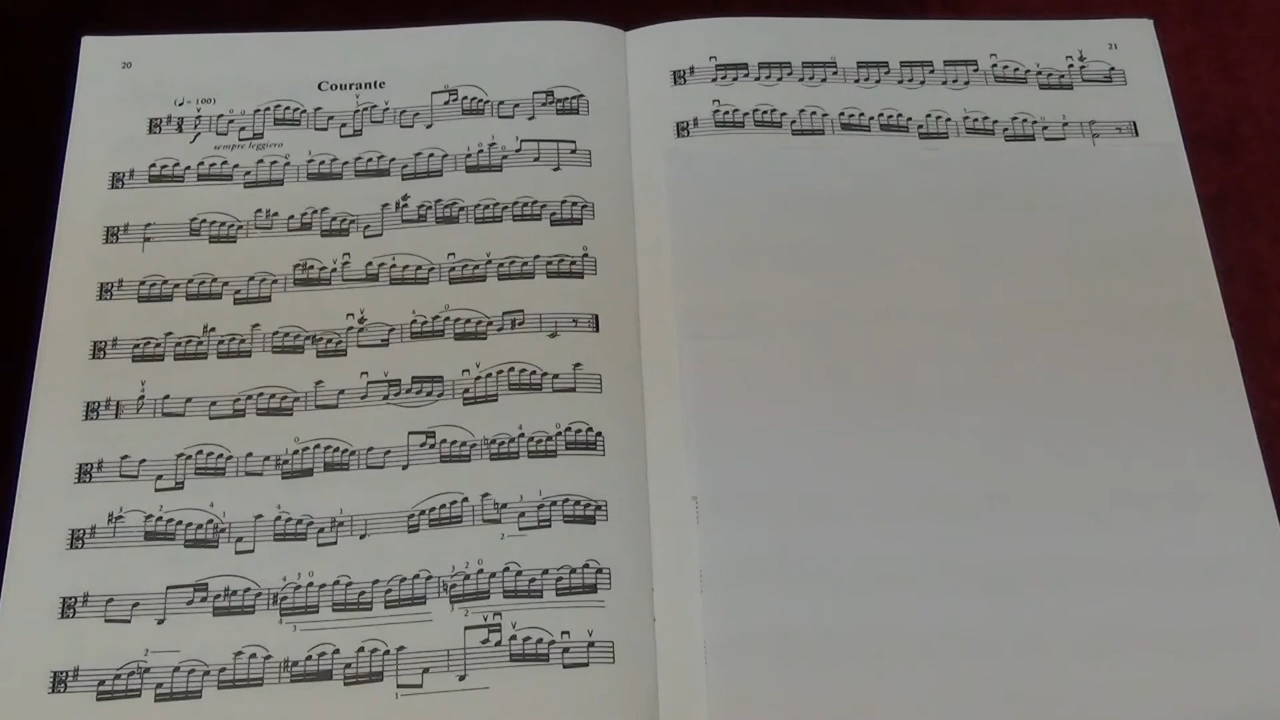 20
Courante
(♩= 100)
f
sempre leggiero
21